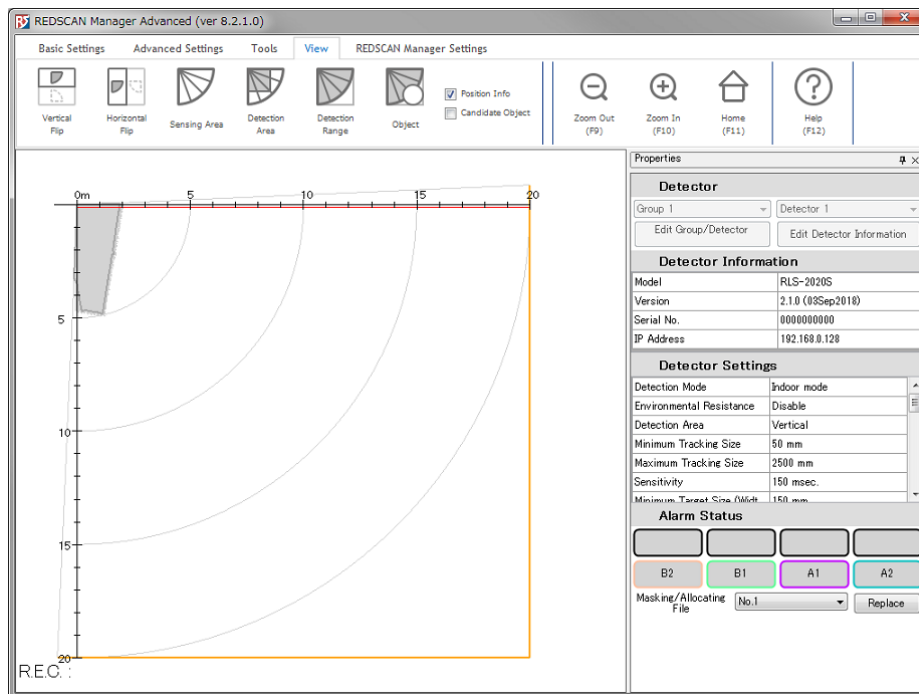 REDSCAN Manager Advanced (ver 8.2.1.0)
Basic Settings Advanced Settings Tools View REDSCAN Manager Settings
Vertical Flip
Horizontal Flip
Sensing Area
Detection Area
Detection Range
Object
Position Info
Candidate Object
Zoom Out (F9)
Zoom In (F10)
Home (F11)
Help (F12)
0m 5 10 15 20
5
10
15
20
R.E.C. :
Properties
Detector
Group 1 Detector 1
Edit Group/Detector Edit Detector Information
Detector Information
Model RLS-2020S
Version 2.1.0 (03Sep2018)
Serial No. 0000000000
IP Address 192.168.0.128
Detector Settings
Detection Mode Indoor mode
Environmental Resistance Disable
Detection Area Vertical
Minimum Tracking Size 50 mm
Maximum Tracking Size 2500 mm
Sensitivity 150 msec.
Minimum Target Size (Widt 150 mm
Alarm Status
B2 B1 A1 A2
Masking/Allocating File No.1 Replace